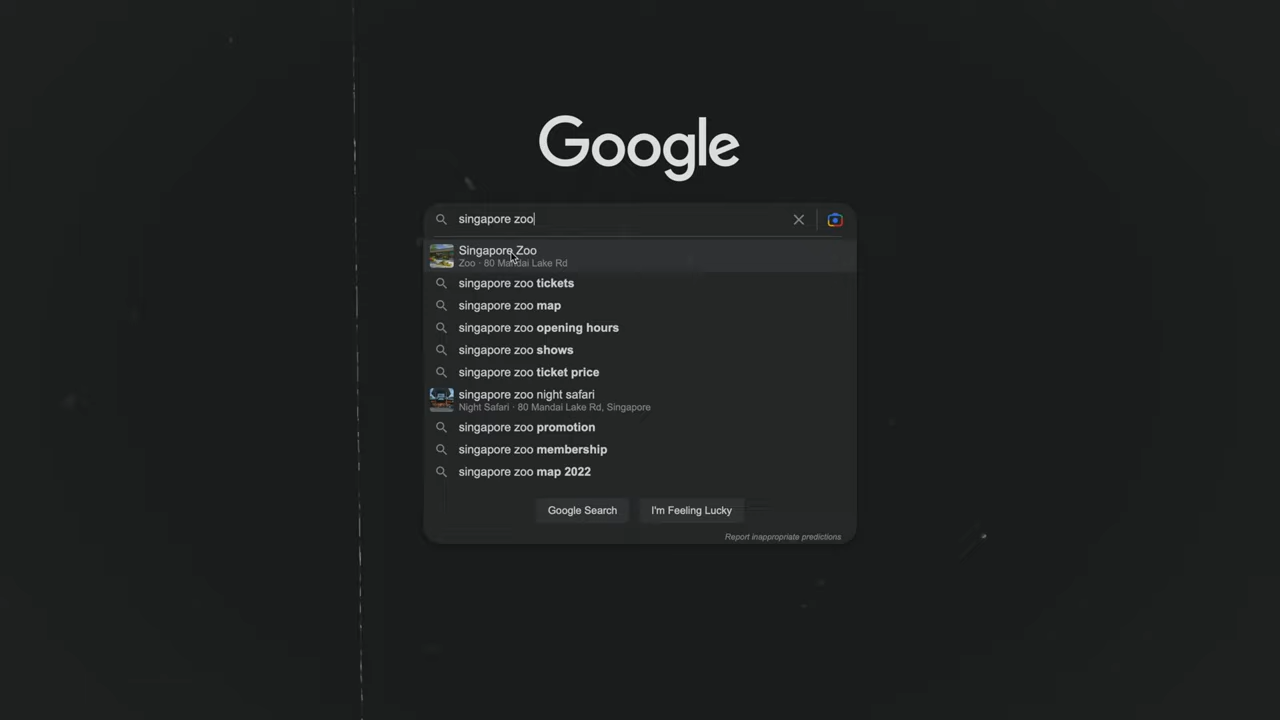 Google
singapore zoo
Singapore Zoo
Zoo · 80 Mandai Lake Rd
singapore zoo tickets
singapore zoo map
singapore zoo opening hours
singapore zoo shows
singapore zoo ticket price
singapore zoo night safari
Night Safari · 80 Mandai Lake Rd, Singapore
singapore zoo promotion
singapore zoo membership
singapore zoo map 2022
Google Search
I'm Feeling Lucky
Report inappropriate predictions